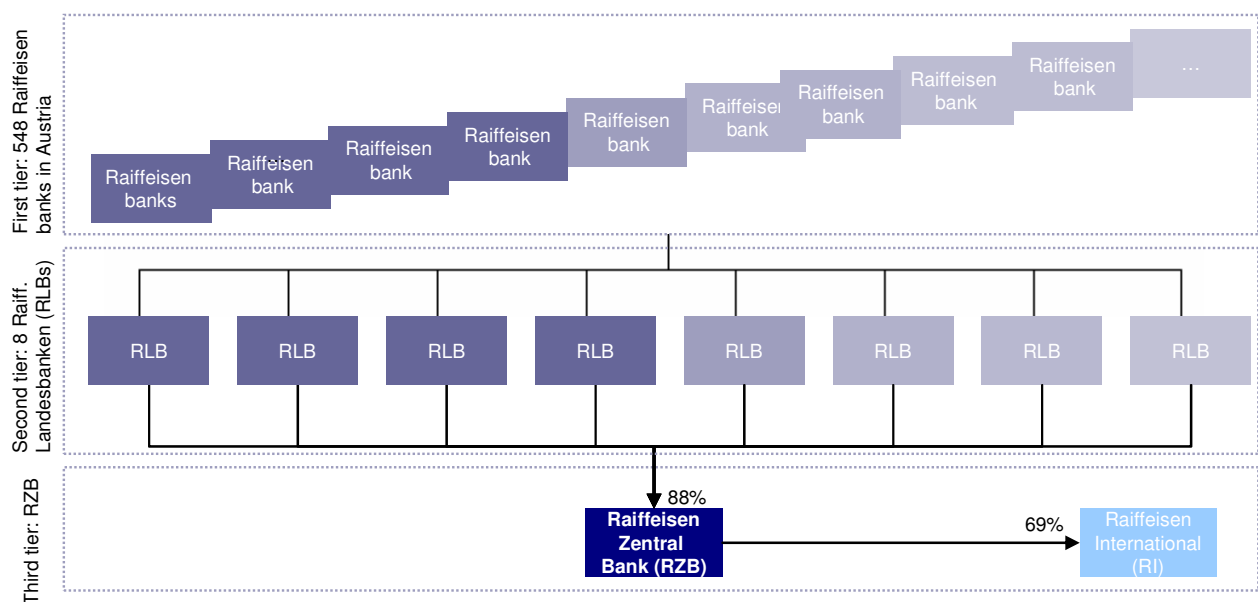 First tier: 548 Raiffeisen
banks in Austria
Raiffeisen
banks
Raiffeisen
...
bank
Raiffeisen
bank
Raiffeisen
bank
Raiffeisen
bank
Raiffeisen
bank
Raiffeisen
bank
Raiffeisen
bank
Raiffeisen
bank
...
Second tier: 8 Raiff.
Landesbanken (RLBs)
RLB
RLB
RLB
RLB
RLB
RLB
RLB
RLB
Third tier: RZB
88%
Raiffeisen
Zentral
Bank (RZB)
69%
Raiffeisen
International
(RI)